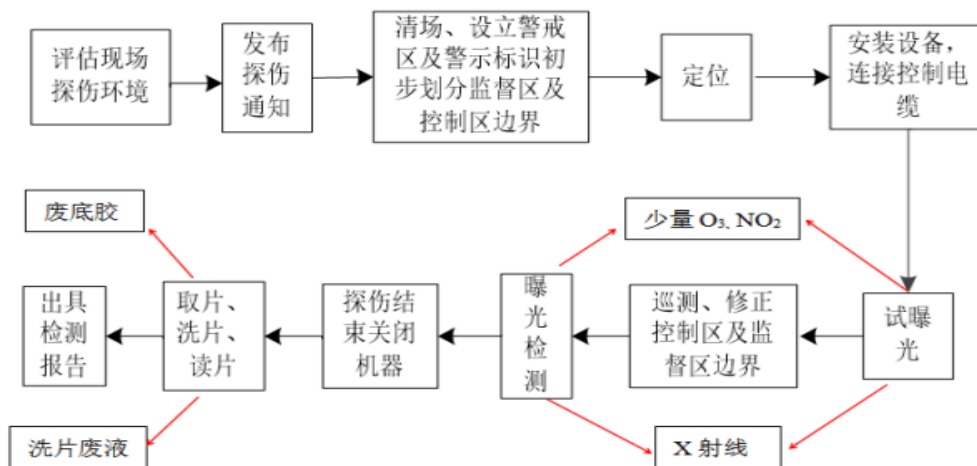 评估现场
探伤环境
发布
探伤
通知
清场、设立警戒
区及警示标识初
步划分监督区及
控制区边界
定位
安装设备，
连接控制电
缆
废底胶
少量 O₃, NO₂
出具
检测
报告
取片、
洗片、
读片
探伤结
束关闭
机器
曝
光
检
测
巡测、修正
控制区及监
督区边界
试曝
光
洗片废液
X 射线